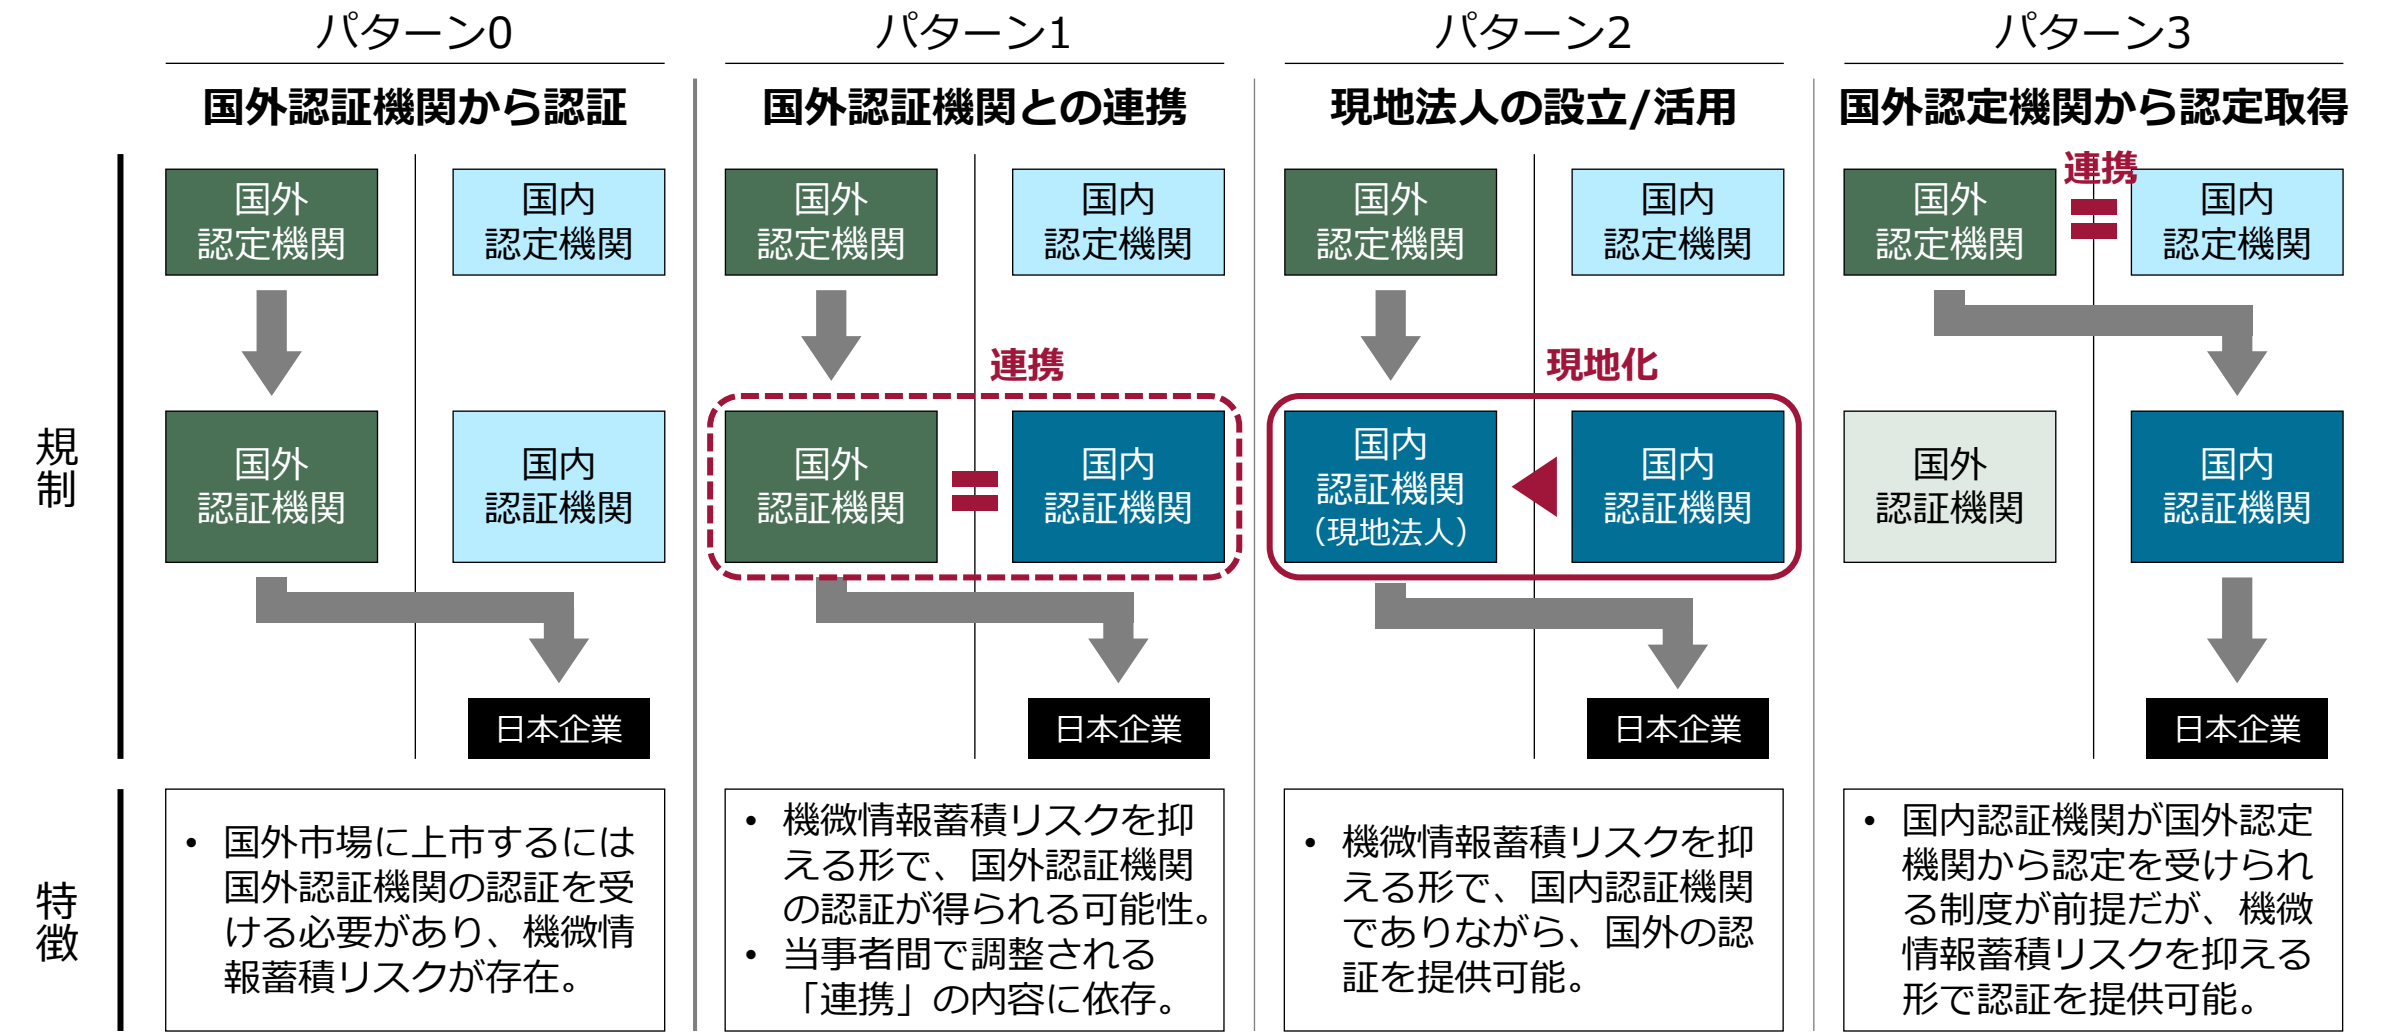 パターン0
国外認証機関から認証
国外
認定機関
国内
認定機関
国外
認証機関
国内
認証機関
日本企業
パターン1
国外認証機関との連携
国外
認定機関
国内
認定機関
連携
国外
認証機関
国内
認証機関
日本企業
パターン2
現地法人の設立/活用
国外
認定機関
国内
認定機関
現地化
国内
認証機関
（現地法人）
国内
認証機関
日本企業
パターン3
国外認定機関から認定取得
連携
国外
認定機関
国内
認定機関
国外
認証機関
国内
認証機関
日本企業
規制
特徴
• 国外市場に上市するには
国外認証機関の認証を受
ける必要があり、機微情
報蓄積リスクが存在。
• 機微情報蓄積リスクを抑
える形で、国外認証機関
の認証が得られる可能性。
• 当事者間で調整される
「連携」の内容に依存。
• 機微情報蓄積リスクを抑
える形で、国内認証機関
でありながら、国外の認
証を提供可能。
• 国内認証機関が国外認定
機関から認定を受けられ
る制度が前提だが、機微
情報蓄積リスクを抑える
形で認証を提供可能。